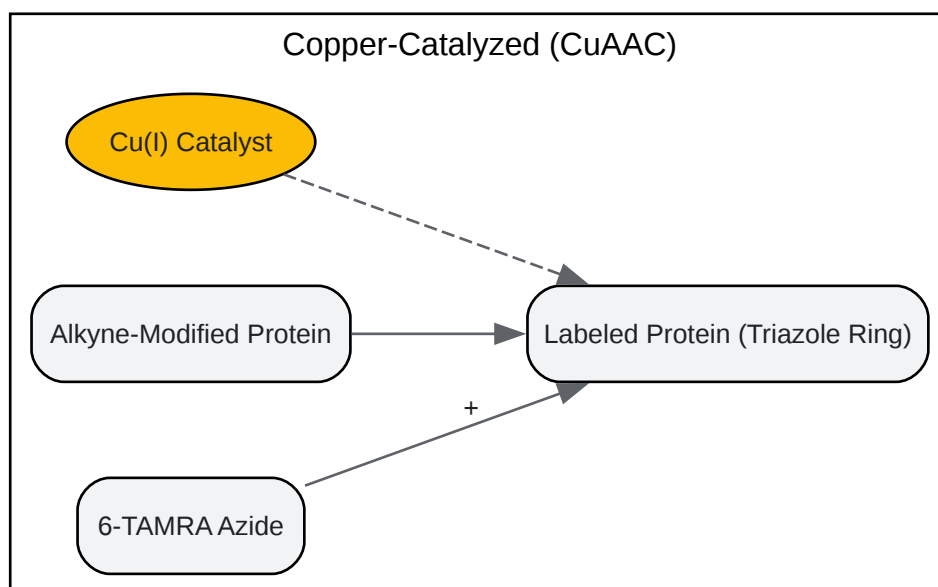 Copper-Catalyzed (CuAAC)
Cu(I) Catalyst
Alkyne-Modified Protein
Labeled Protein (Triazole Ring)
+
6-TAMRA Azide